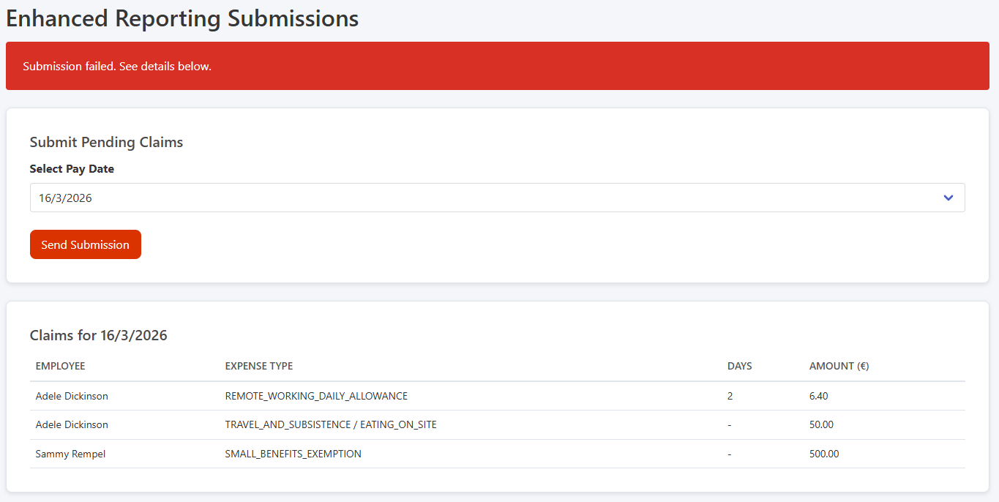 Enhanced Reporting Submissions
Submission failed. See details below.
Submit Pending Claims
Select Pay Date
16/3/2026
Send Submission
Claims for 16/3/2026
EMPLOYEE EXPENSE TYPE DAYS AMOUNT (€)
Adele Dickinson REMOTE_WORKING_DAILY_ALLOWANCE 2 6.40
Adele Dickinson TRAVEL_AND_SUBSISTENCE / EATING_ON_SITE - 50.00
Sammy Rempel SMALL_BENEFITS_EXEMPTION - 500.00